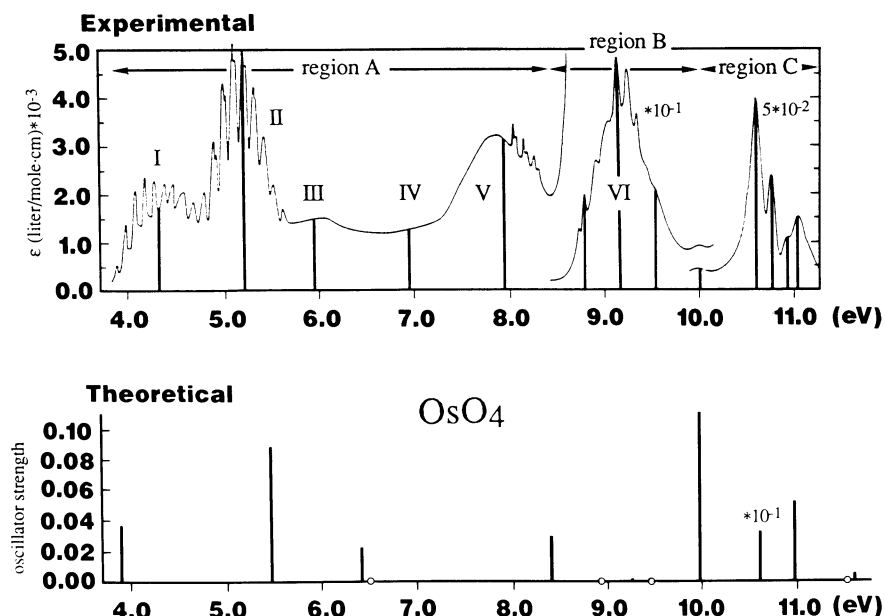 Experimental
5.0
4.0
3.0
2.0
1.0
0.0
ε (liter/mole·cm)*10-3
region A
region B
region C
I
II
III
IV
V
VI
*10-1
5*10-2
4.0 5.0 6.0 7.0 8.0 9.0 10.0 11.0 (eV)
Theoretical
OsO4
0.10
0.08
0.06
0.04
0.02
0.00
oscillator strength
*10-1
4.0 5.0 6.0 7.0 8.0 9.0 10.0 11.0 (eV)